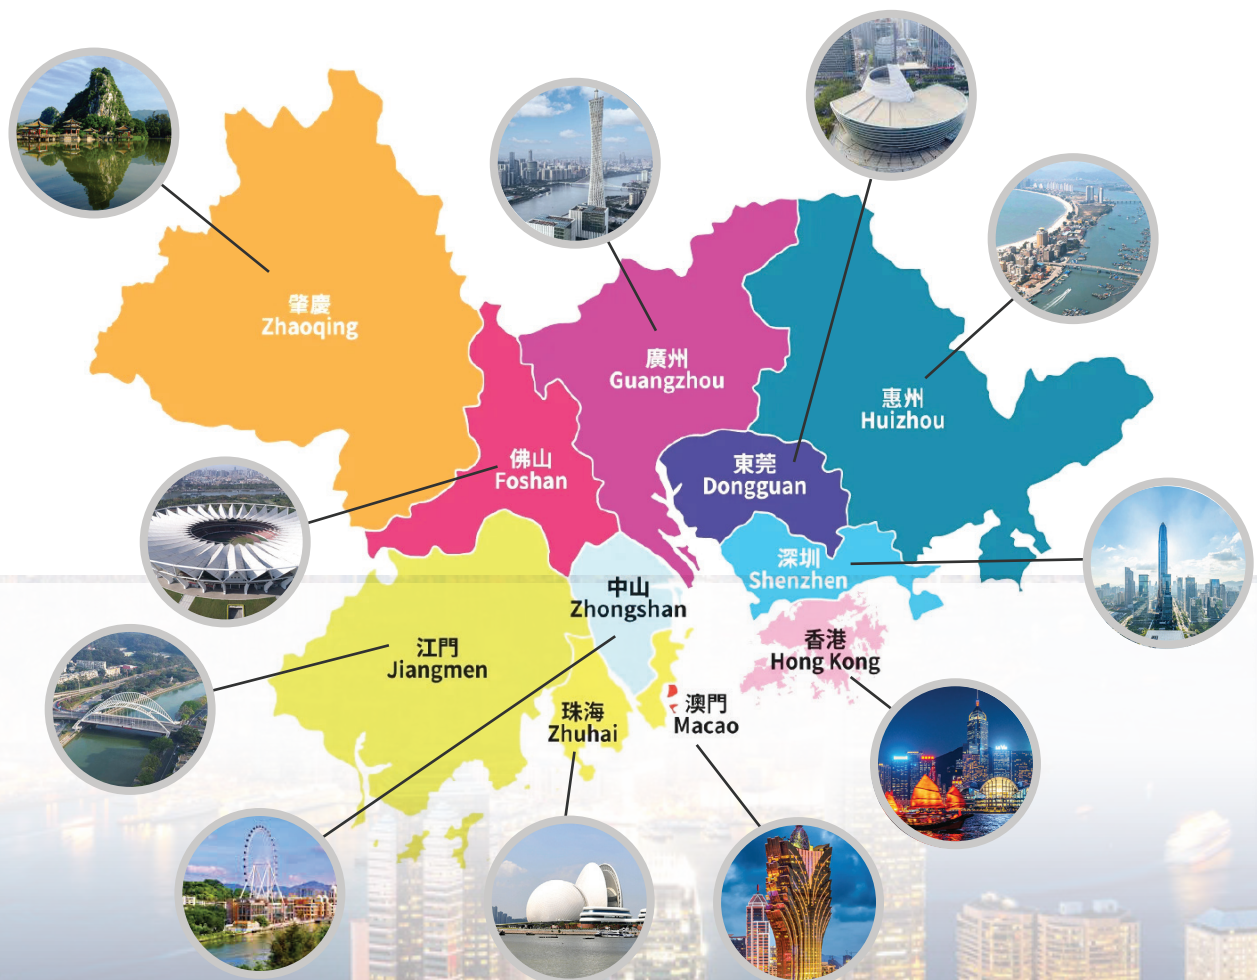 肇慶
Zhaoqing
廣州
Guangzhou
惠州
Huizhou
佛山
Foshan
東莞
Dongguan
深圳
Shenzhen
中山
Zhongshan
香港
Hong Kong
江門
Jiangmen
珠海
Zhuhai
澳門
Macao